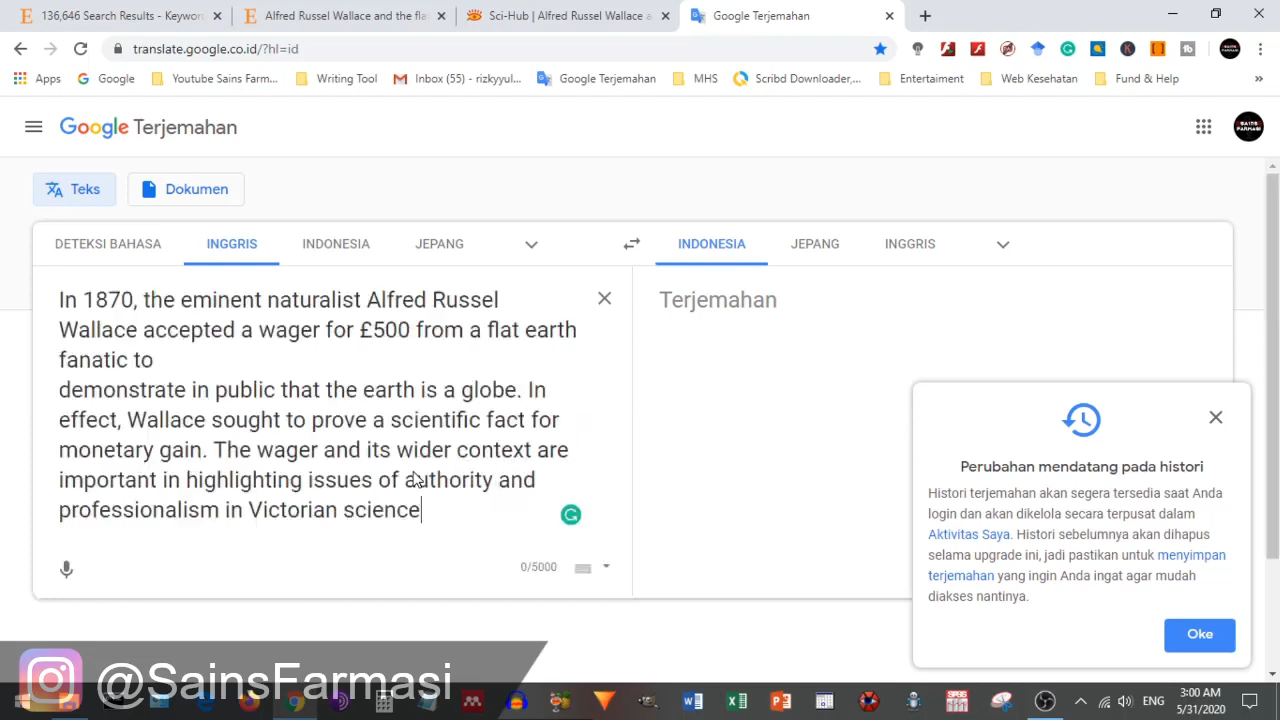 136,646 Search Results - Keywor
Alfred Russel Wallace and the fla
Sci-Hub | Alfred Russel Wallace a
Google Terjemahan
translate.google.co.id/?hl=id
Apps
Google
Youtube Sains Farm...
Writing Tool
Inbox (55) - rizkyyul...
Google Terjemahan
MHS
Scribd Downloader,...
Entertaiment
Web Kesehatan
Fund & Help
»
Google Terjemahan
Teks
Dokumen
DETEKSI BAHASA
INGGRIS
INDONESIA
JEPANG
INDONESIA
JEPANG
INGGRIS
In 1870, the eminent naturalist Alfred Russel
Wallace accepted a wager for £500 from a flat earth
fanatic to
demonstrate in public that the earth is a globe. In
effect, Wallace sought to prove a scientific fact for
monetary gain. The wager and its wider context are
important in highlighting issues of authority and
professionalism in Victorian science
0/5000
Terjemahan
Perubahan mendatang pada histori
Histori terjemahan akan segera tersedia saat Anda
login dan akan dikelola secara terpusat dalam
Aktivitas Saya. Histori sebelumnya akan dihapus
selama upgrade ini, jadi pastikan untuk menyimpan
terjemahan yang ingin Anda ingat agar mudah
diakses nantinya.
Oke
@SainsFarmasi
ENG
3:00 AM
5/31/2020